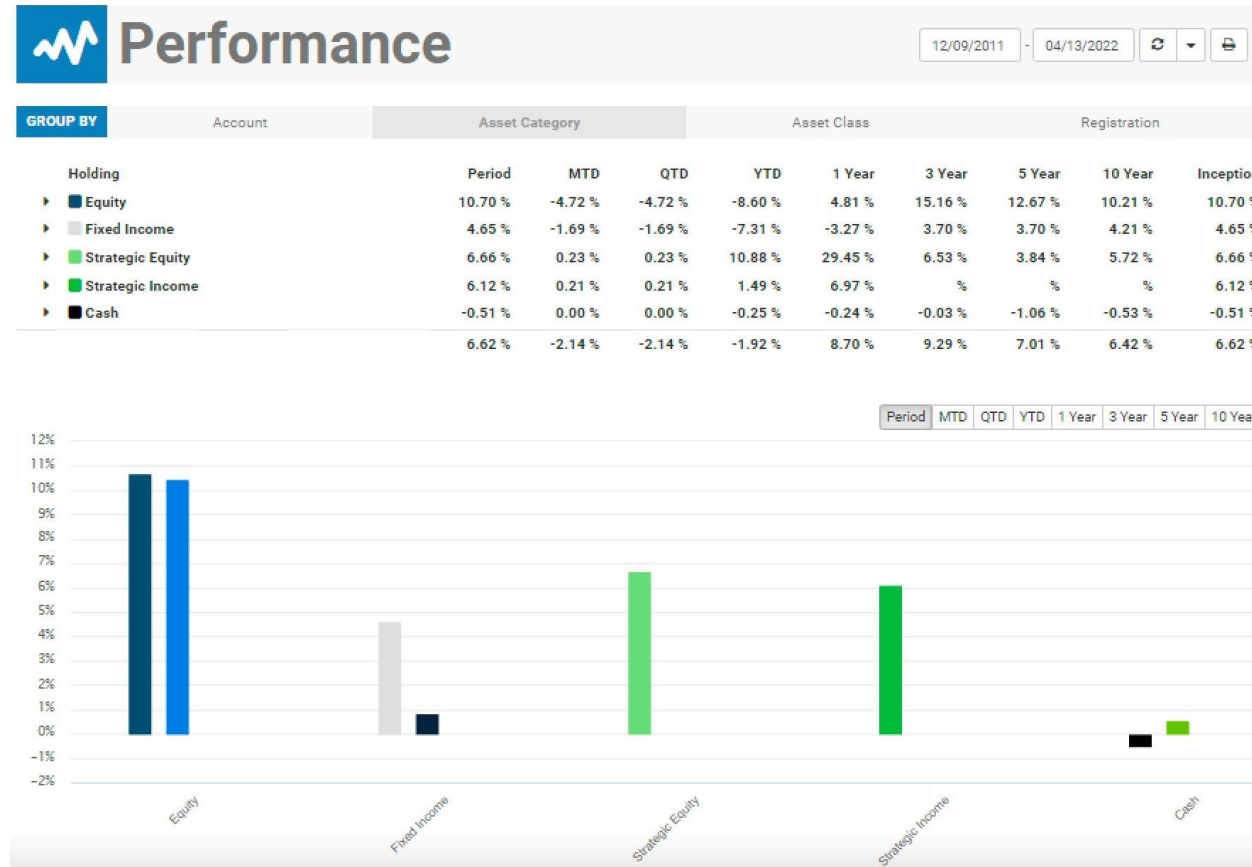 Performance
12/09/2011 - 04/13/2022
GROUP BY Account Asset Category Asset Class Registration
Holding Period MTD QTD YTD 1 Year 3 Year 5 Year 10 Year Inceptio
Equity 10.70 % -4.72 % -4.72 % -8.60 % 4.81 % 15.16 % 12.67 % 10.21 % 10.70 %
Fixed Income 4.65 % -1.69 % -1.69 % -7.31 % -3.27 % 3.70 % 3.70 % 4.21 % 4.65 %
Strategic Equity 6.66 % 0.23 % 0.23 % 10.88 % 29.45 % 6.53 % 3.84 % 5.72 % 6.66 %
Strategic Income 6.12 % 0.21 % 0.21 % 1.49 % 6.97 % % % % 6.12 %
Cash -0.51 % 0.00 % 0.00 % -0.25 % -0.24 % -0.03 % -1.06 % -0.53 % -0.51 %
6.62 % -2.14 % -2.14 % -1.92 % 8.70 % 9.29 % 7.01 % 6.42 % 6.62 %
Period MTD QTD YTD 1 Year 3 Year 5 Year 10 Yea
12%
11%
10%
9%
8%
7%
6%
5%
4%
3%
2%
1%
0%
-1%
-2%
Equity Fixed Income Strategic Equity Strategic Income Cash